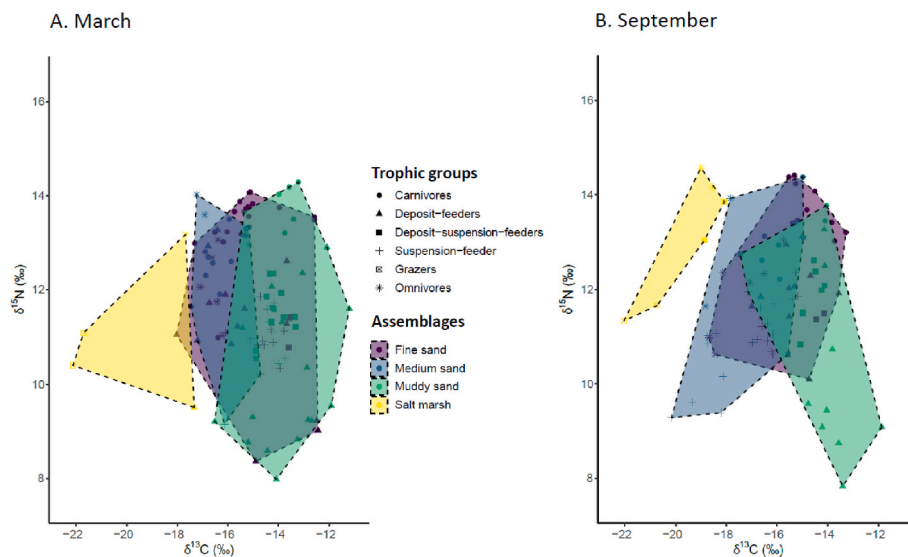 A. March
B. September
16
14
12
10
8
δ¹⁵N (‰)
−22
−20
−18
−16
−14
−12
δ¹³C (‰)
Trophic groups
Carnivores
Deposit−feeders
Deposit−suspension−feeders
Suspension−feeder
Grazers
Omnivores
Assemblages
Fine sand
Medium sand
Muddy sand
Salt marsh
16
14
12
10
8
δ¹⁵N (‰)
−22
−20
−18
−16
−14
−12
δ¹³C (‰)